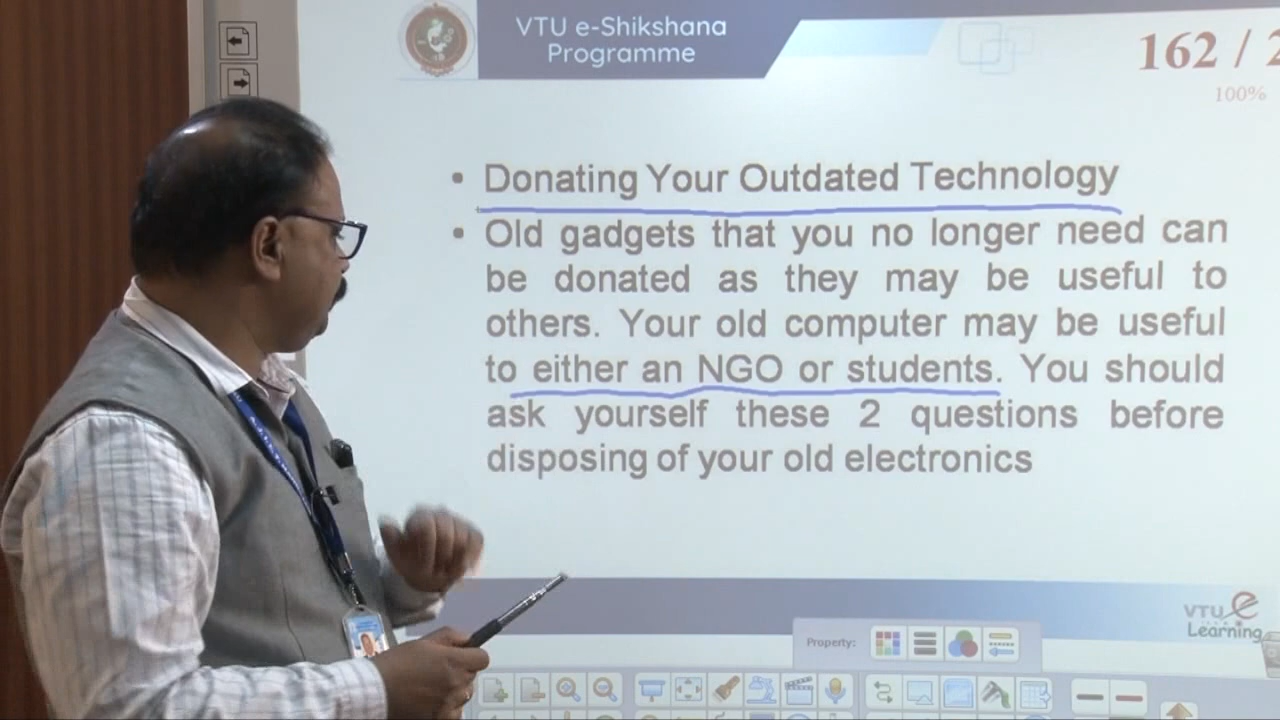 VTU e-Shikshana
Programme
162 / 2
100%
• Donating Your Outdated Technology
• Old gadgets that you no longer need can
be donated as they may be useful to
others. Your old computer may be useful
to either an NGO or students. You should
ask yourself these 2 questions before
disposing of your old electronics
VTU e
Learning
Property: